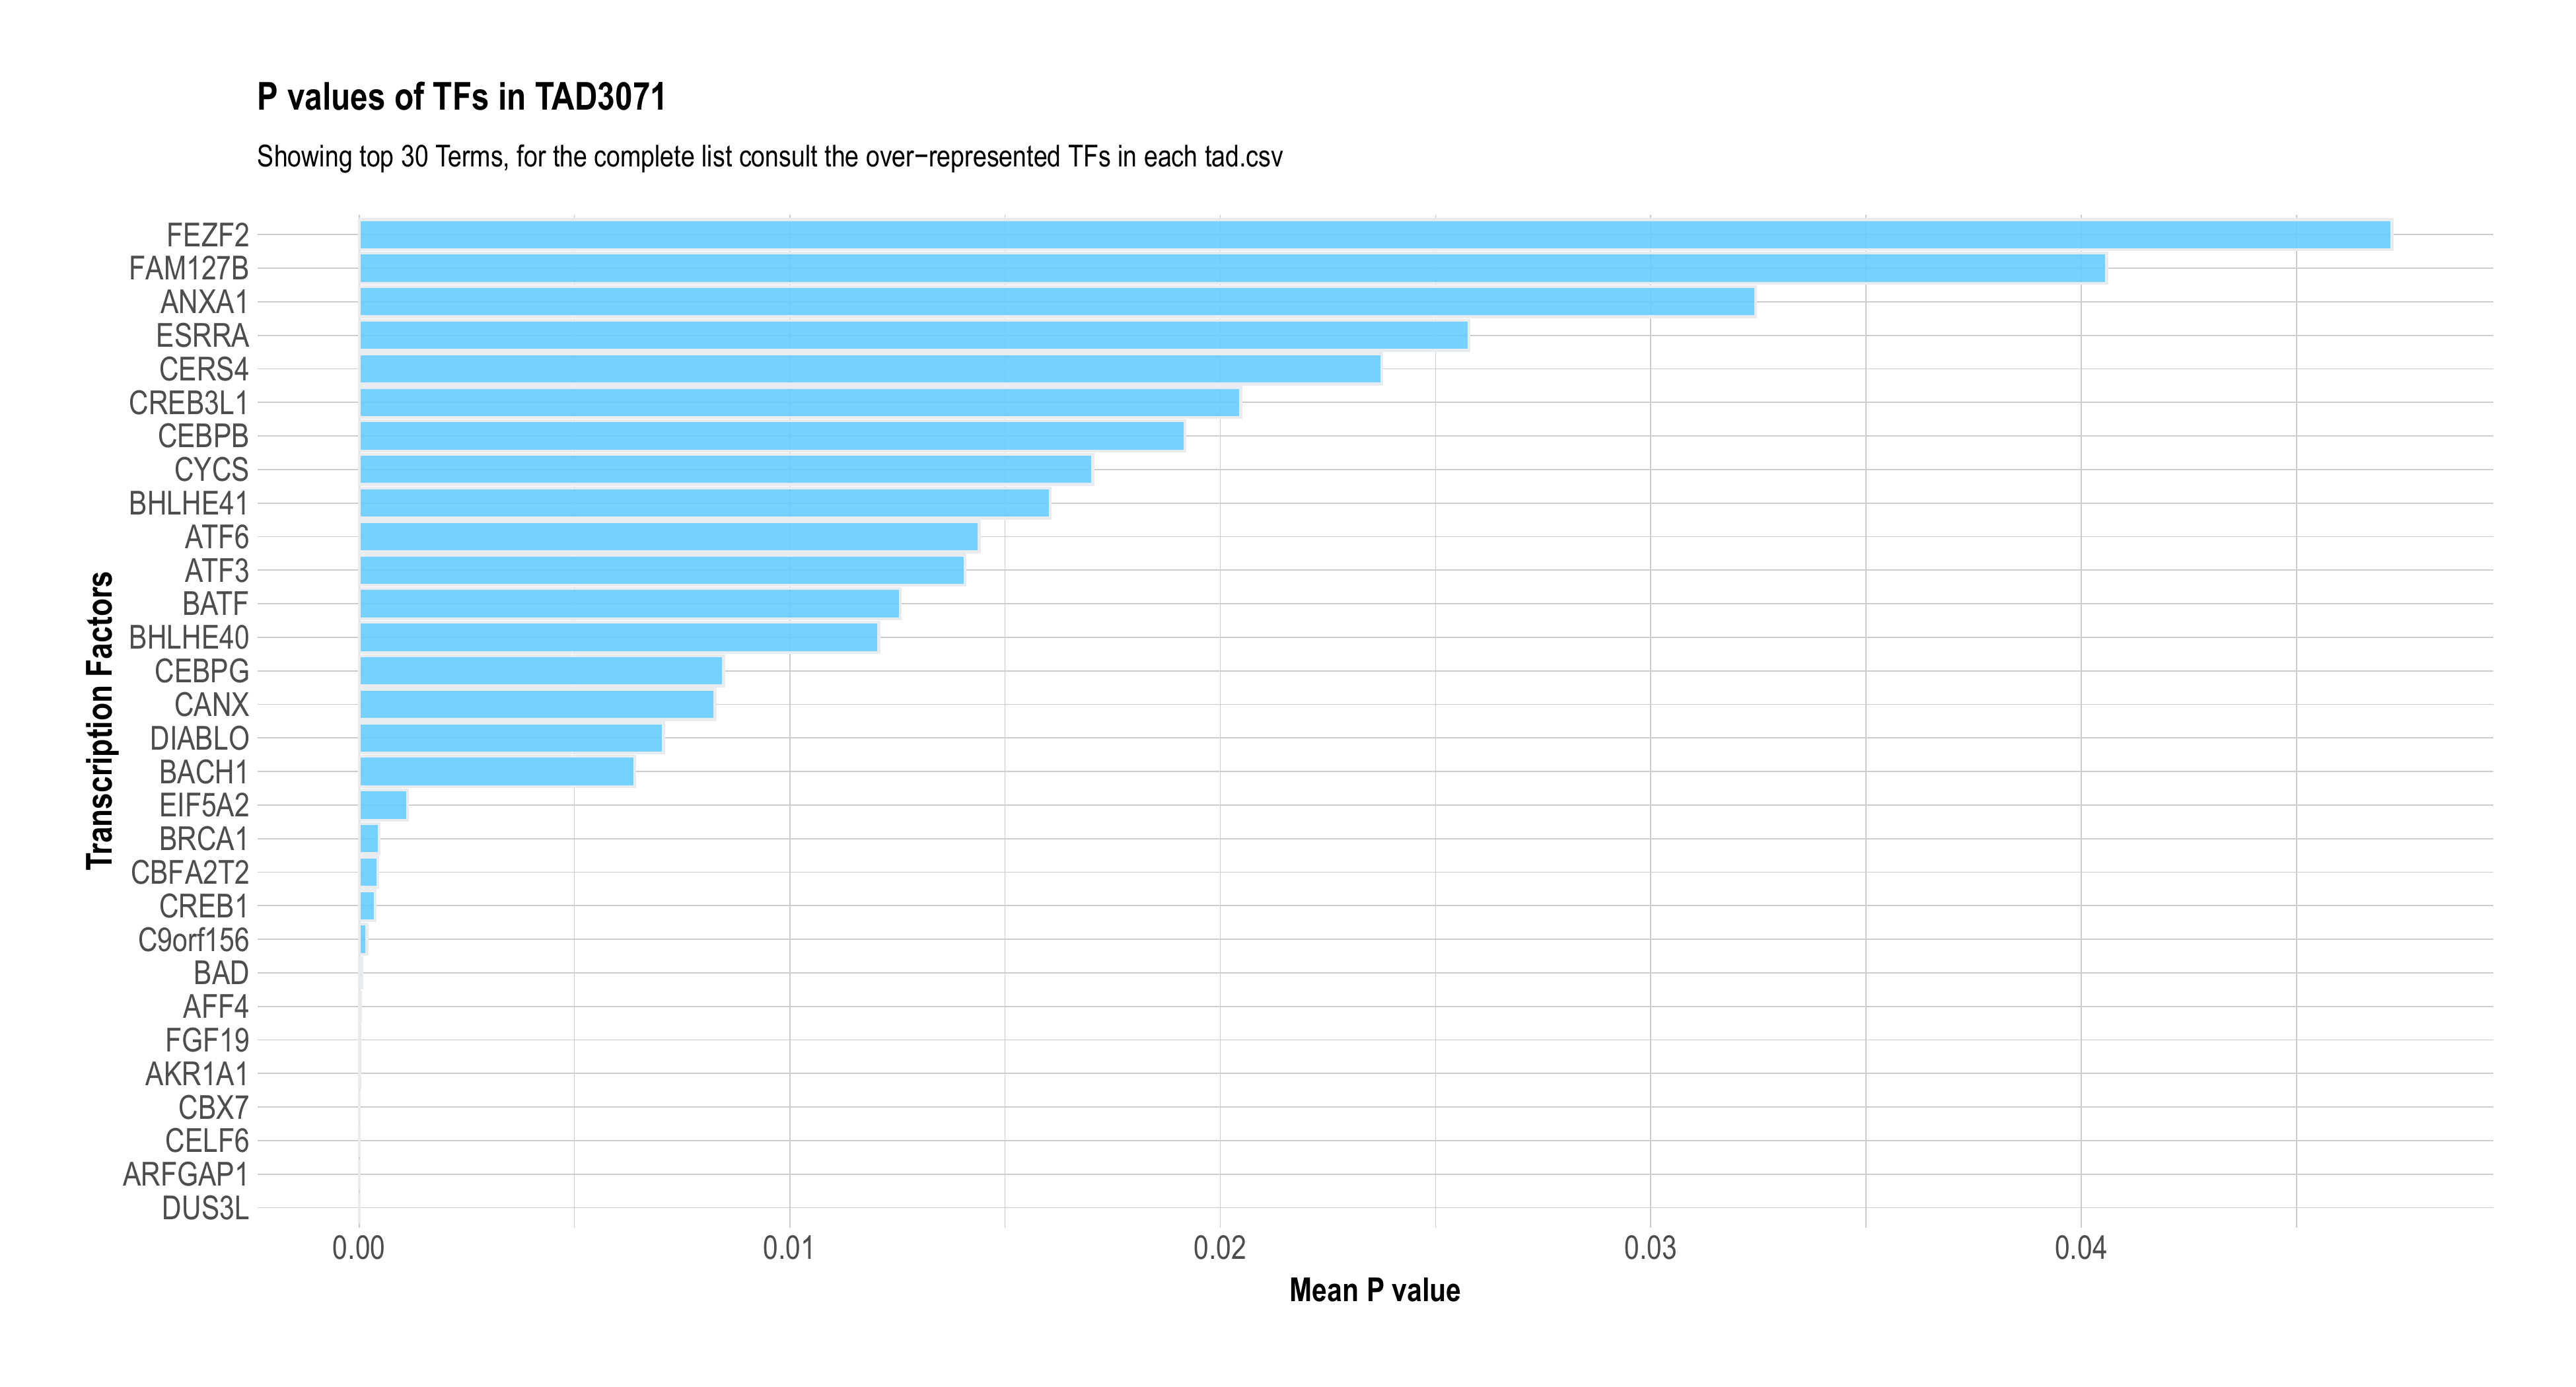 P values of TFs in TAD3071
Showing top 30 Terms, for the complete list consult the over−represented TFs in each tad.csv
Transcription Factors
FEZF2
FAM127B
ANXA1
ESRRA
CERS4
CREB3L1
CEBPB
CYCS
BHLHE41
ATF6
ATF3
BATF
BHLHE40
CEBPG
CANX
DIABLO
BACH1
EIF5A2
BRCA1
CBFA2T2
CREB1
C9orf156
BAD
AFF4
FGF19
AKR1A1
CBX7
CELF6
ARFGAP1
DUS3L
0.00 0.01 0.02 0.03 0.04
Mean P value